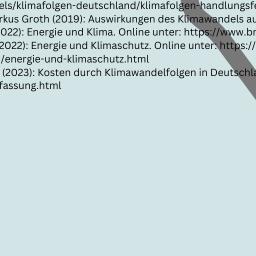 els/klimafolgen-deutschland/klimafolgen-handlungsfe
rkus Groth (2019): Auswirkungen des Klimawandels au
022): Energie und Klima. Online unter: https://www.br
2022): Energie und Klimaschutz. Online unter: https://
/energie-und-klimaschutz.html
(2023): Kosten durch Klimawandelfolgen in Deutschla
fassung.html